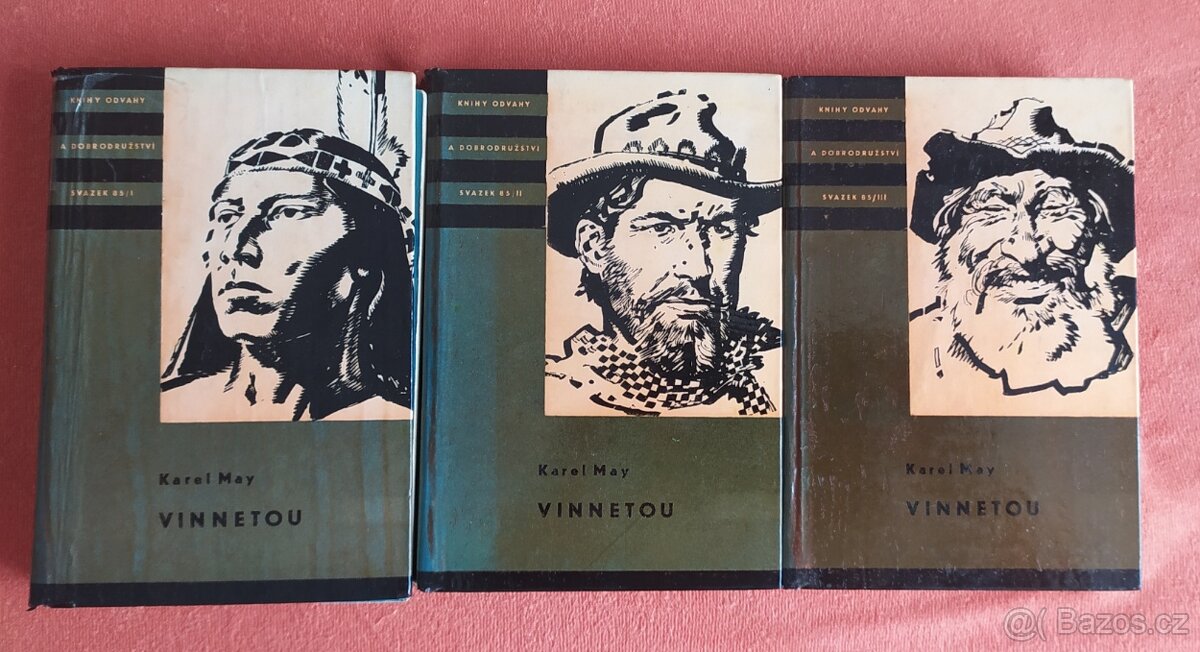 KNIHY ODVAHY
A DOBRODRUŽSTVÍ
SVAZEK 85/I
Karel May
VINNETOU
KNIHY ODVAHY
A DOBRODRUŽSTVÍ
SVAZEK 85/II
Karel May
VINNETOU
KNIHY ODVAHY
A DOBRODRUŽSTVÍ
SVAZEK 85/III
Karel May
VINNETOU
@( Bazos.cz